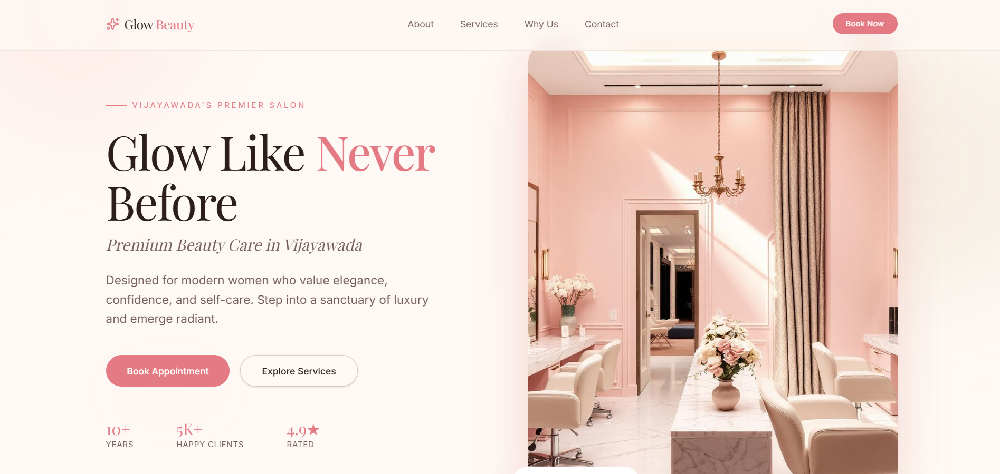 Glow Beauty
About
Services
Why Us
Contact
Book Now
VIJAYAWADA'S PREMIER SALON
Glow Like Never
Before
Premium Beauty Care in Vijayawada
Designed for modern women who value elegance,
confidence, and self-care. Step into a sanctuary of luxury
and emerge radiant.
Book Appointment
Explore Services
10+
YEARS
5K+
HAPPY CLIENTS
4.9★
RATED